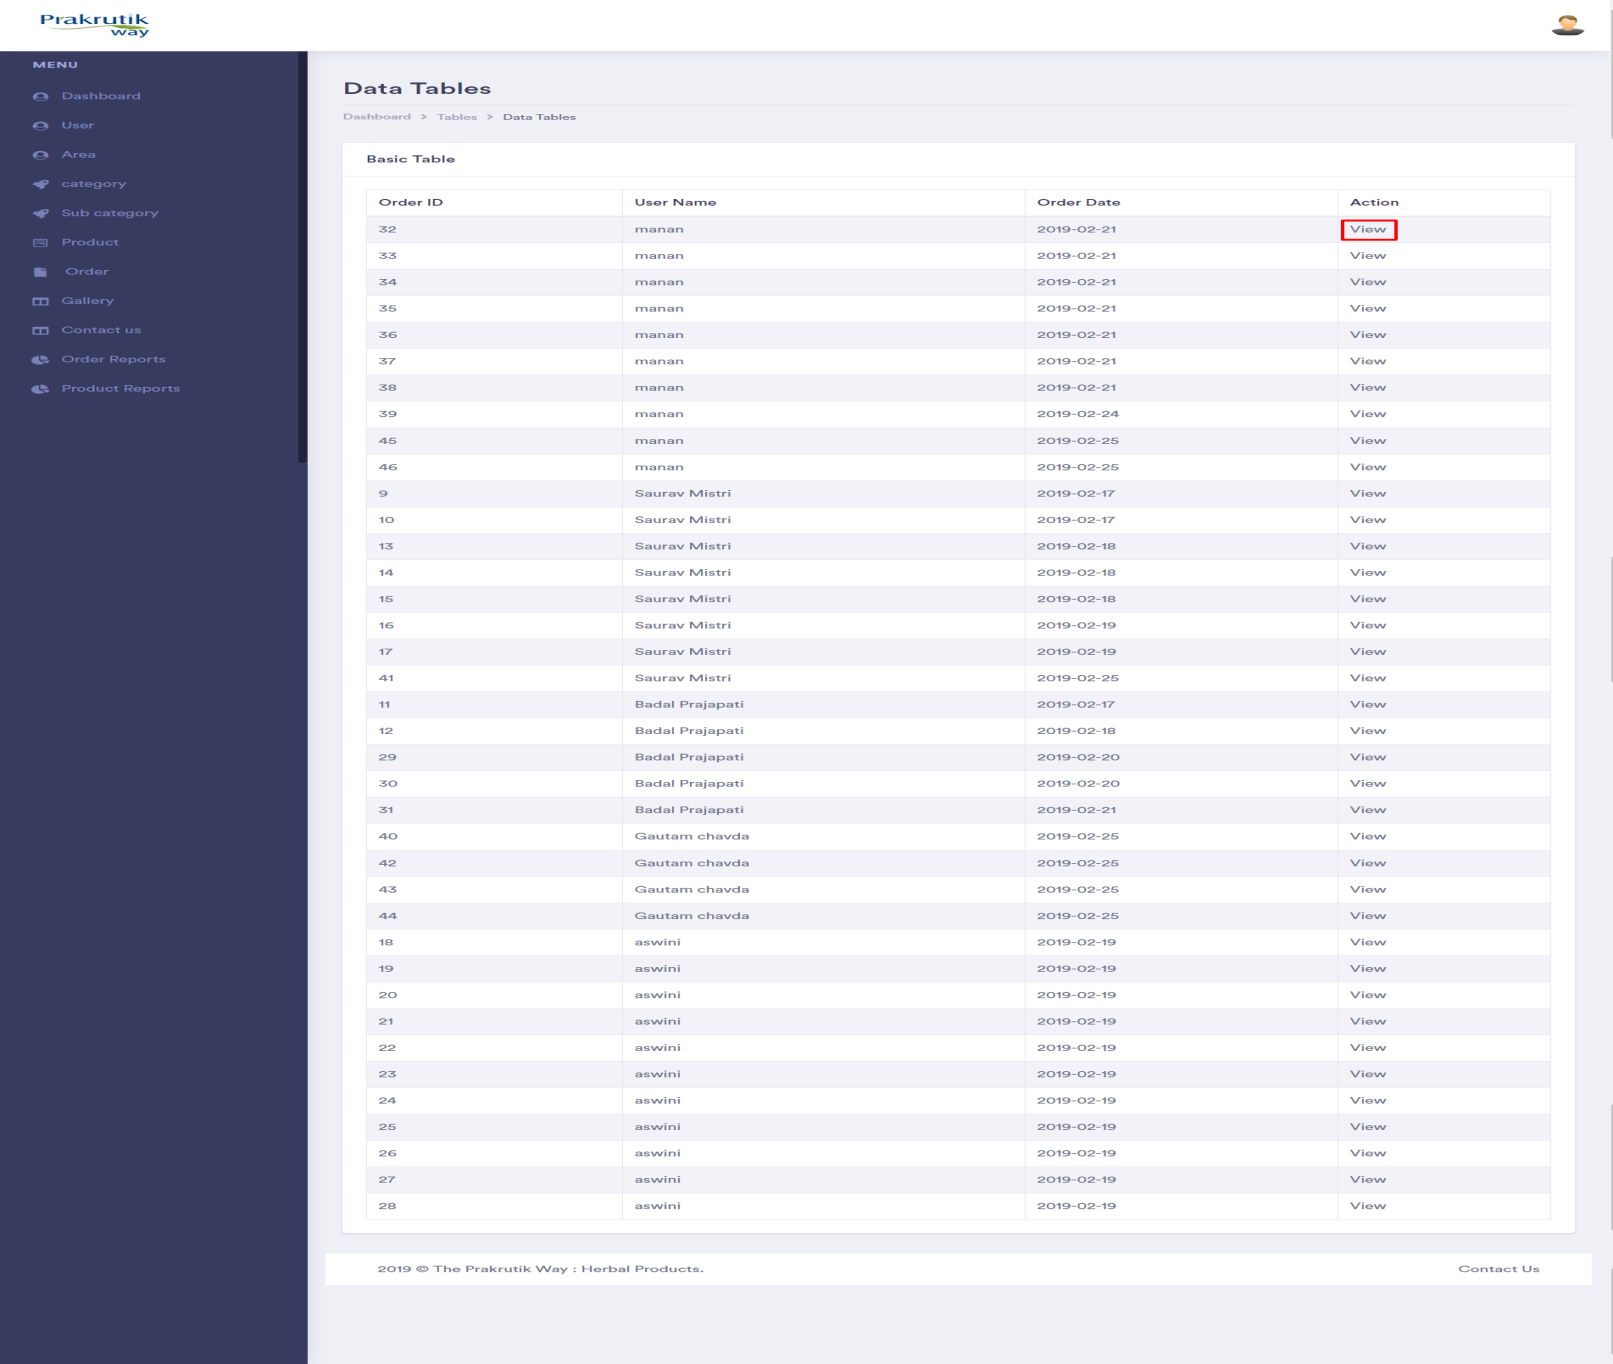 Prakrutik
way
MENU
Dashboard
User
Area
category
Sub category
Product
Order
Gallery
Contact us
Order Reports
Product Reports
Data Tables
Dashboard > Tables > Data Tables
Basic Table
Order ID User Name Order Date Action
32 manan 2019-02-21 View
33 manan 2019-02-21 View
34 manan 2019-02-21 View
35 manan 2019-02-21 View
36 manan 2019-02-21 View
37 manan 2019-02-21 View
38 manan 2019-02-21 View
39 manan 2019-02-24 View
45 manan 2019-02-25 View
46 manan 2019-02-25 View
9 Saurav Mistri 2019-02-17 View
10 Saurav Mistri 2019-02-17 View
13 Saurav Mistri 2019-02-18 View
14 Saurav Mistri 2019-02-18 View
15 Saurav Mistri 2019-02-18 View
16 Saurav Mistri 2019-02-19 View
17 Saurav Mistri 2019-02-19 View
41 Saurav Mistri 2019-02-25 View
11 Badal Prajapati 2019-02-17 View
12 Badal Prajapati 2019-02-18 View
29 Badal Prajapati 2019-02-20 View
30 Badal Prajapati 2019-02-20 View
31 Badal Prajapati 2019-02-21 View
40 Gautam chavda 2019-02-25 View
42 Gautam chavda 2019-02-25 View
43 Gautam chavda 2019-02-25 View
44 Gautam chavda 2019-02-25 View
18 aswini 2019-02-19 View
19 aswini 2019-02-19 View
20 aswini 2019-02-19 View
21 aswini 2019-02-19 View
22 aswini 2019-02-19 View
23 aswini 2019-02-19 View
24 aswini 2019-02-19 View
25 aswini 2019-02-19 View
26 aswini 2019-02-19 View
27 aswini 2019-02-19 View
28 aswini 2019-02-19 View
2019 © The Prakrutik Way : Herbal Products. Contact Us